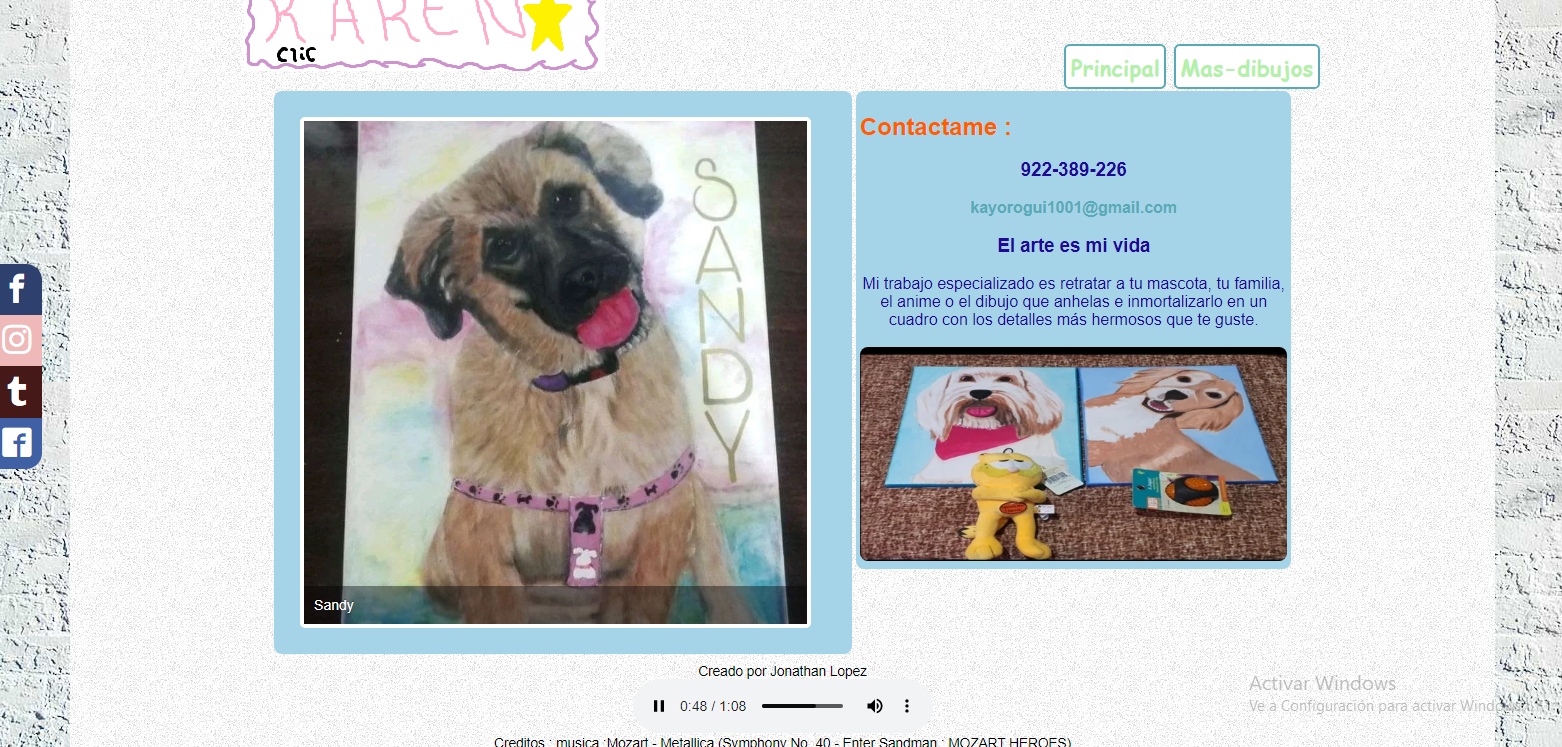 KAREN
clic
Principal
Mas-dibujos
SANDY
Sandy
Contactame :
922-389-226
kayorogui1001@gmail.com
El arte es mi vida
Mi trabajo especializado es retratar a tu mascota, tu familia,
el anime o el dibujo que anhelas e inmortalizarlo en un
cuadro con los detalles más hermosos que te guste.
Creado por Jonathan Lopez
0:48 / 1:08
Activar Windows
Ve a Configuración para activar Windows.
Creditos : musica :Mozart - Metallica (Symphony No. 40 - Enter Sandman : MOZART HEROES)